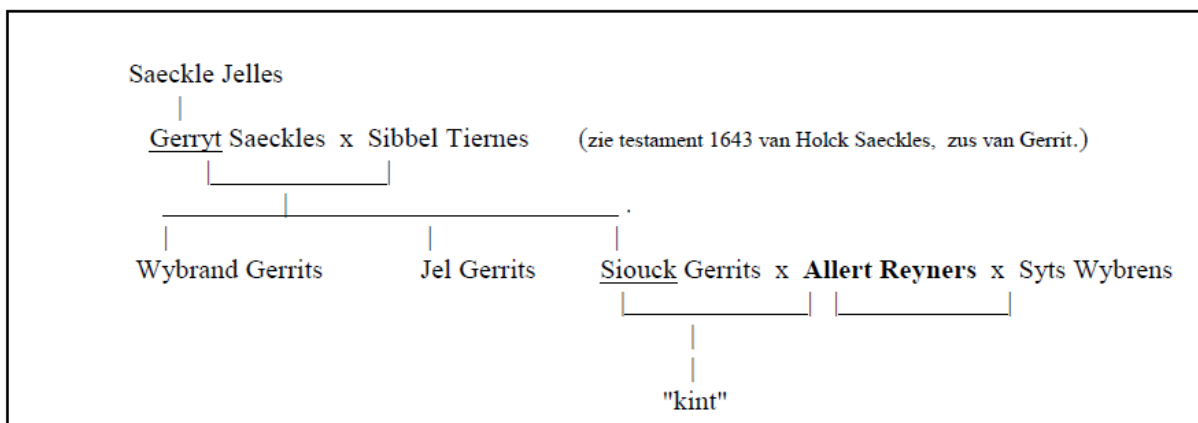 Saeckle Jelles
Gerryt Saeckles x Sibbel Tiernes (zie testament 1643 van Holck Saeckles, zus van Gerrit.)
.
Wybrand Gerrits Jel Gerrits Siouck Gerrits x Allert Reyners x Syts Wybrens
"kint"